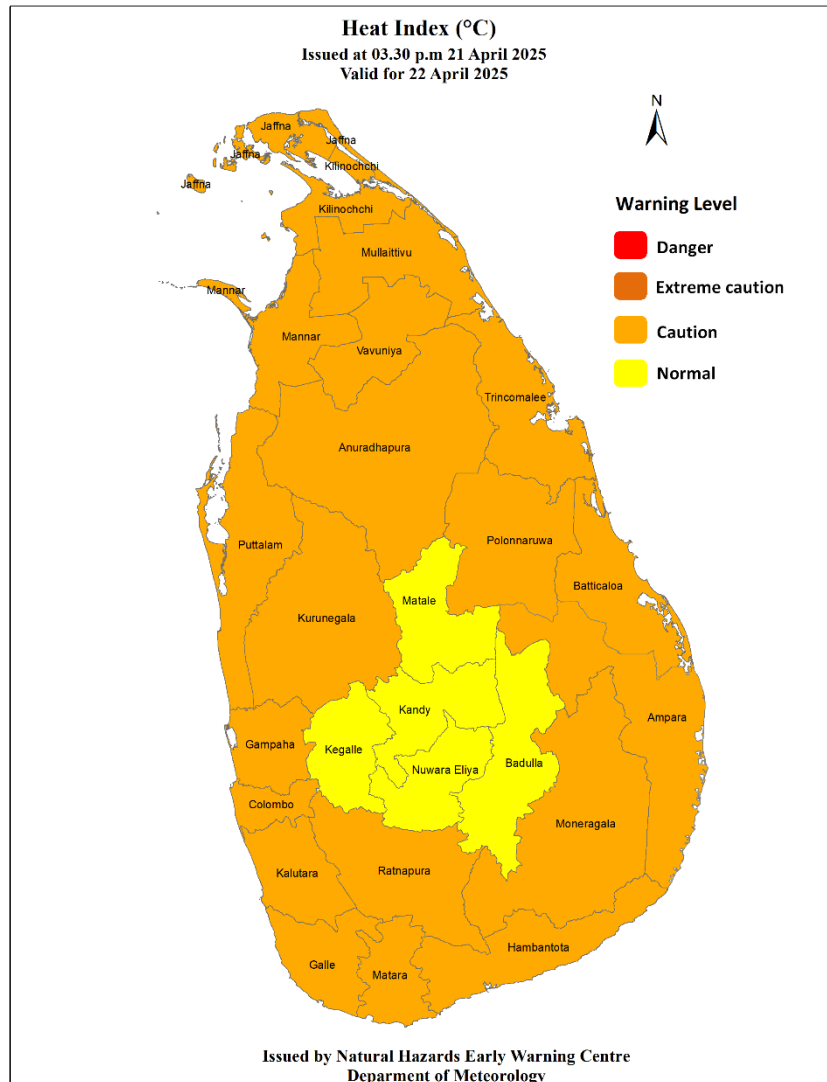 Heat Index (°C)
Issued at 03.30 p.m 21 April 2025
Valid for 22 April 2025
N
Warning Level
Danger
Extreme caution
Caution
Normal
Jaffna
Jaffna
Jaffna
Kilinochchi
Jaffna
Kilinochchi
Mullaittivu
Mannar
Mannar
Vavuniya
Trincomalee
Anuradhapura
Puttalam
Polonnaruwa
Batticaloa
Matale
Kurunegala
Kandy
Ampara
Gampaha
Kegalle
Nuwara Eliya
Badulla
Colombo
Moneragala
Kalutara
Ratnapura
Hambantota
Galle
Matara
Issued by Natural Hazards Early Warning Centre
Deparment of Meteorology